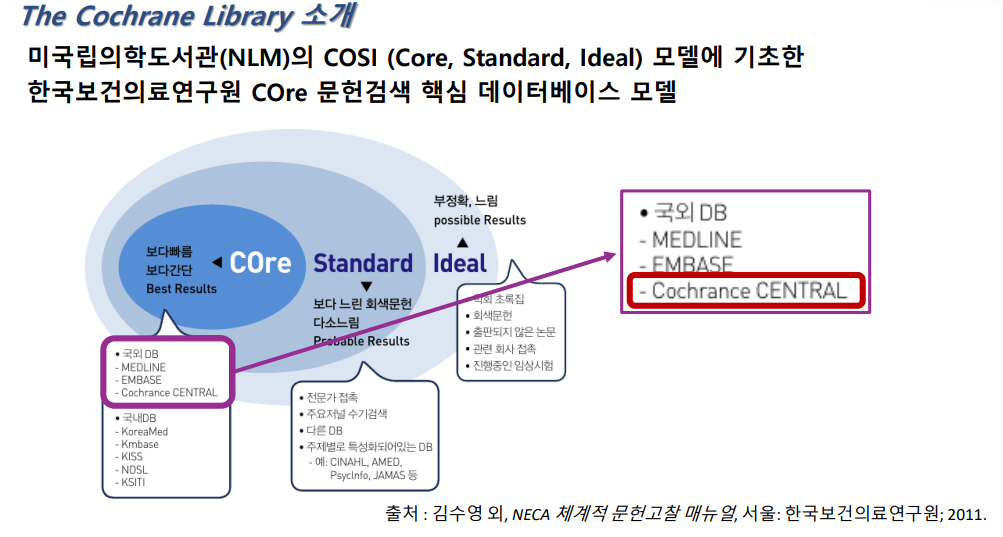 The Cochrane Library 소개
미국립의학도서관(NLM)의 COSI (Core, Standard, Ideal) 모델에 기초한
한국보건의료연구원 COre 문헌검색 핵심 데이터베이스 모델
부정확, 느림
possible Results
보다빠름
보다간단
Best Results
COre
Standard
Ideal
보다 느린 회색문헌
다소느림
Probable Results
• 국외 DB
- MEDLINE
- EMBASE
- Cochrance CENTRAL
• 국내DB
- KoreaMed
- Kmbase
- KISS
- NDSL
- KSITI
• 전문가 접촉
• 주요저널 수기검색
• 다른 DB
• 주제별로 특성화되어있는 DB
- 예: CINAHL, AMED,
PsycInfo, JAMAS 등
초록집
• 회색문헌
• 출판되지 않은 논문
• 관련 회사 접촉
• 진행중인 임상시험
• 국외 DB
- MEDLINE
- EMBASE
- Cochrance CENTRAL
출처 : 김수영 외, NECA 체계적 문헌고찰 매뉴얼, 서울: 한국보건의료연구원; 2011.